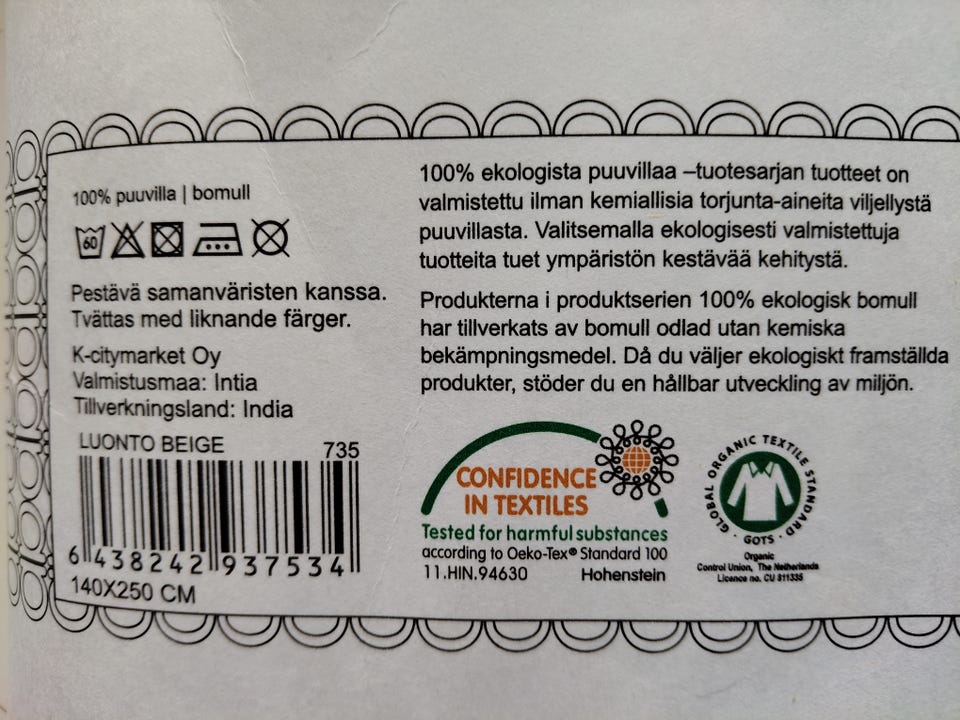 100% puuvilla | bomull
60
Pestävä samanväristen kanssa.
Tvättas med liknande färger.
K-citymarket Oy
Valmistusmaa: Intia
Tillverkningsland: India
LUONTO BEIGE 735
6 438242 937534
140X250 CM
100% ekologista puuvillaa –tuotesarjan tuotteet on
valmistettu ilman kemiallisia torjunta-aineita viljellystä
puuvillasta. Valitsemalla ekologisesti valmistettuja
tuotteita tuet ympäristön kestävää kehitystä.
Produkterna i produktserien 100% ekologisk bomull
har tillverkats av bomull odlad utan kemiska
bekämpningsmedel. Då du väljer ekologiskt framställda
produkter, stöder du en hållbar utveckling av miljön.
CONFIDENCE
IN TEXTILES
Tested for harmful substances
according to Oeko-Tex® Standard 100
11.HIN.94630 Hohenstein
GLOBAL ORGANIC TEXTILE STANDARD
· GOTS ·
Organic
Control Union, The Netherlands
Licence no. CU 811335